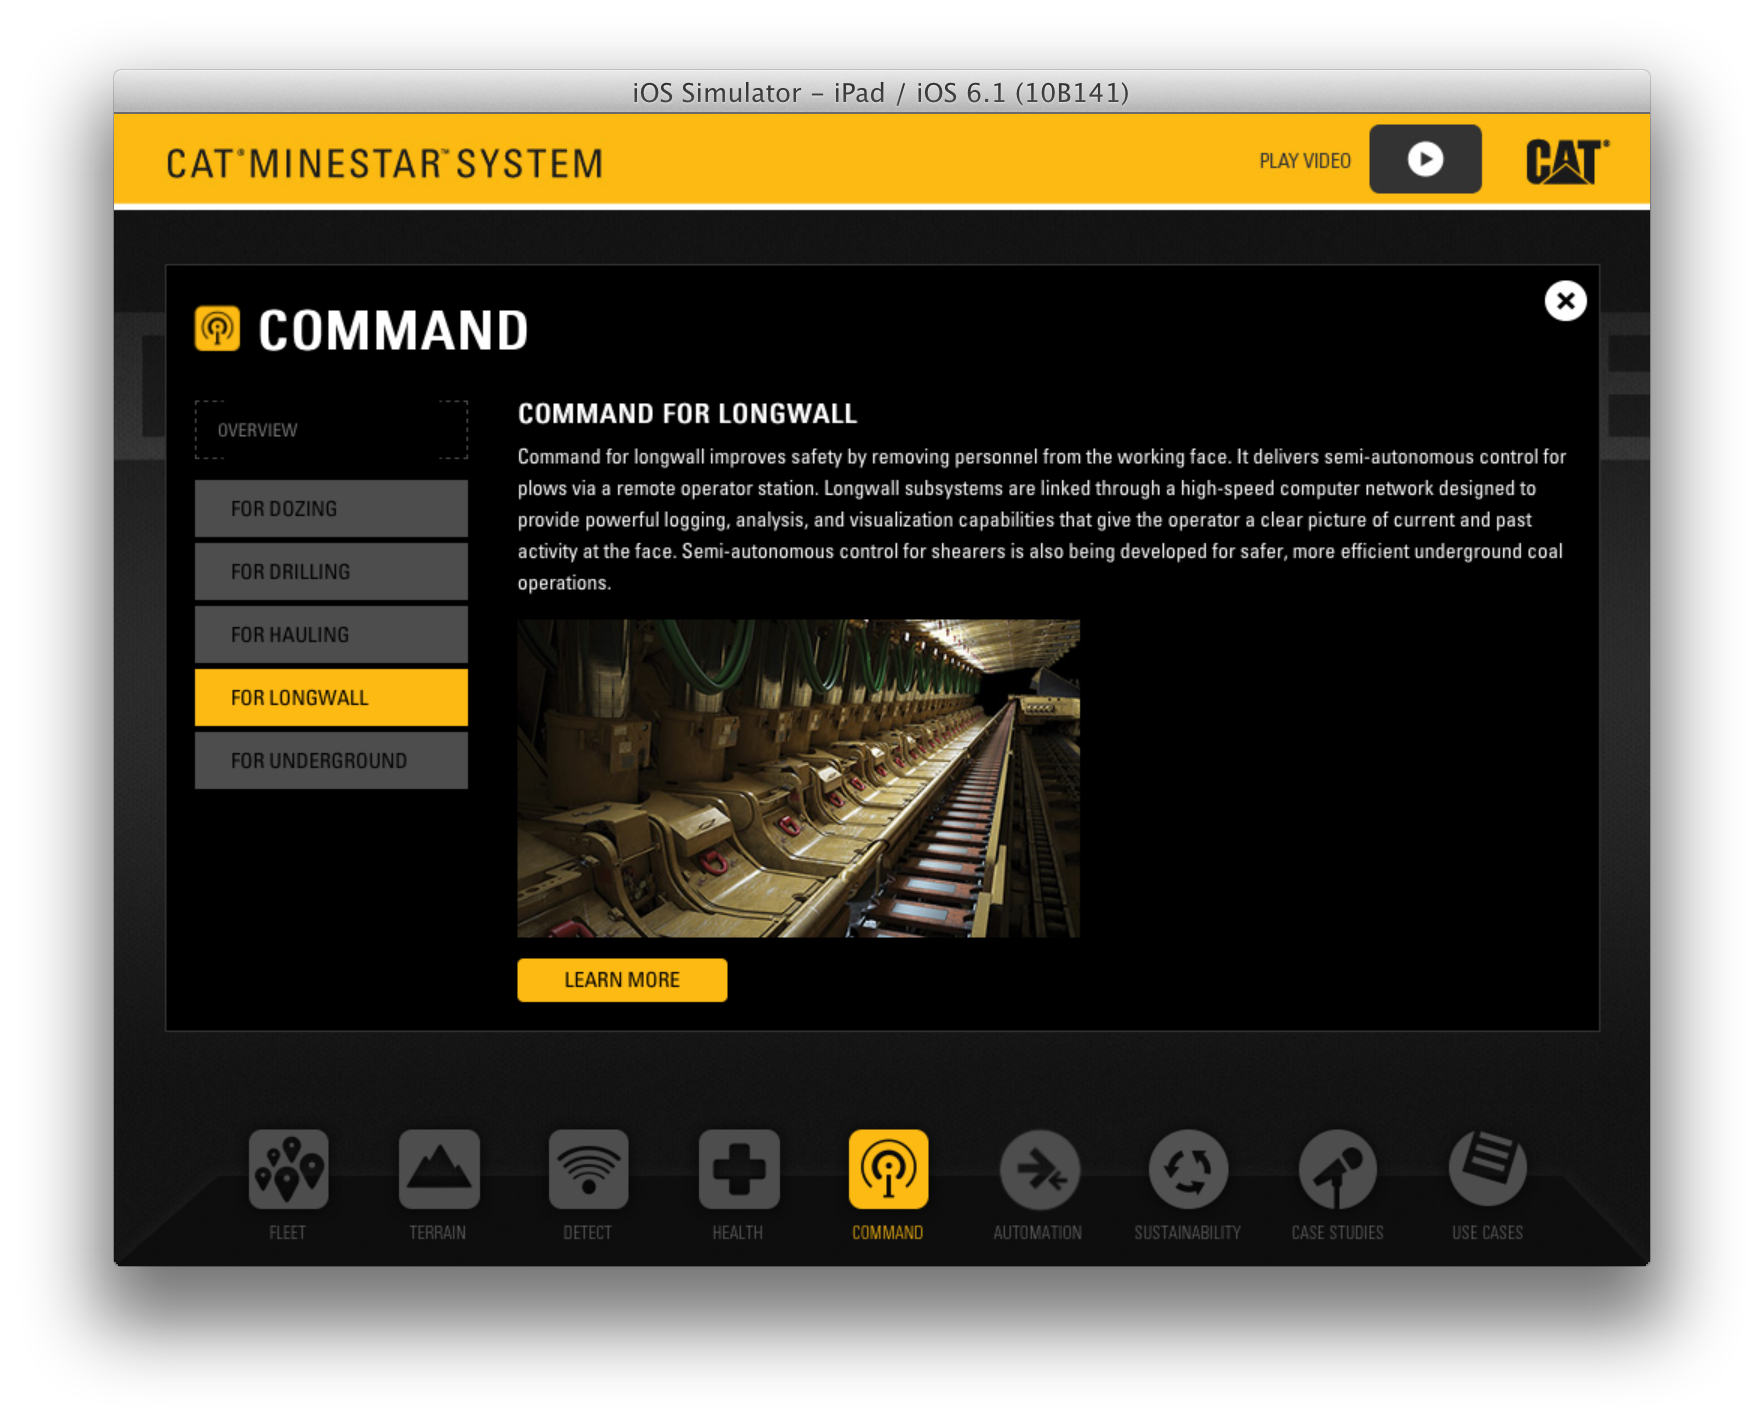 iOS Simulator – iPad / iOS 6.1 (10B141)
CAT® MINESTAR™ SYSTEM
PLAY VIDEO
CAT®
COMMAND
OVERVIEW
FOR DOZING
FOR DRILLING
FOR HAULING
FOR LONGWALL
FOR UNDERGROUND
COMMAND FOR LONGWALL
Command for longwall improves safety by removing personnel from the working face. It delivers semi-autonomous control for
plows via a remote operator station. Longwall subsystems are linked through a high-speed computer network designed to
provide powerful logging, analysis, and visualization capabilities that give the operator a clear picture of current and past
activity at the face. Semi-autonomous control for shearers is also being developed for safer, more efficient underground coal
operations.
LEARN MORE
FLEET
TERRAIN
DETECT
HEALTH
COMMAND
AUTOMATION
SUSTAINABILITY
CASE STUDIES
USE CASES